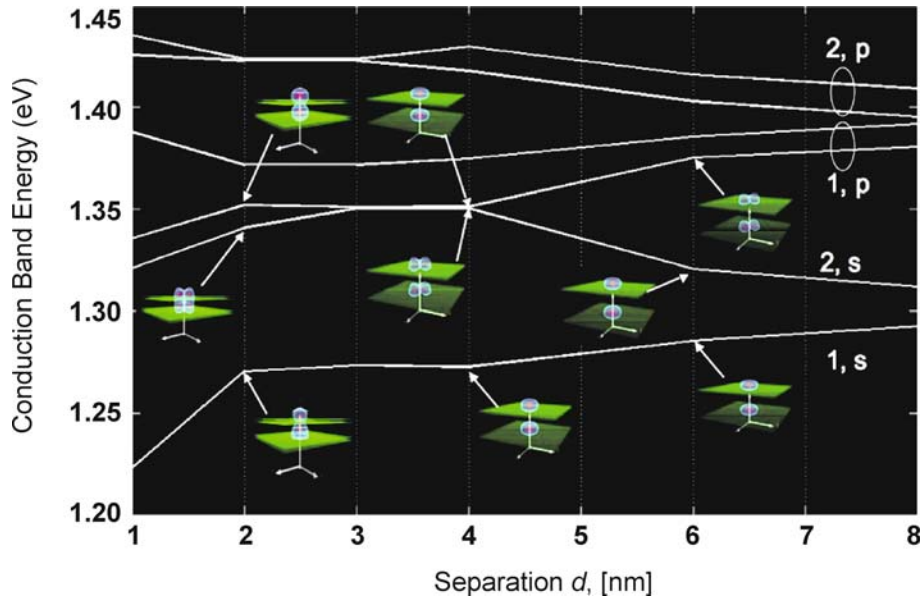 1.45
1.40
1.35
1.30
1.25
1.20
Conduction Band Energy (eV)
2, p
1, p
2, s
1, s
1 2 3 4 5 6 7 8
Separation d, [nm]